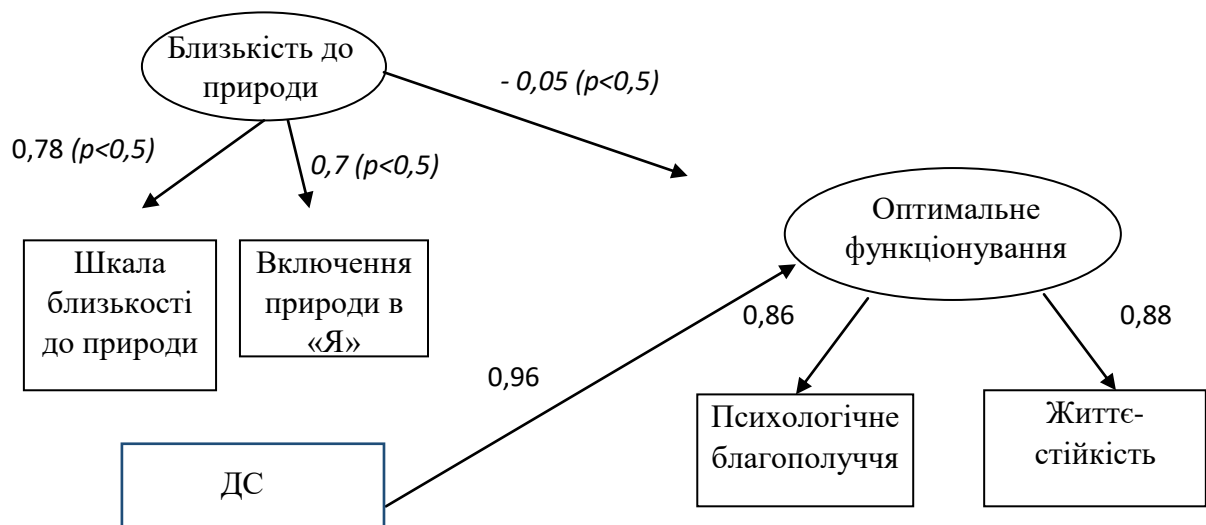 Близькість до
природи
- 0,05 (p<0,5)
0,78 (p<0,5)
0,7 (p<0,5)
Шкала
близькості
до природи
Включення
природи в
«Я»
Оптимальне
функціонування
0,86
0,88
0,96
Психологічне
благополуччя
Життє-
стійкість
ДС